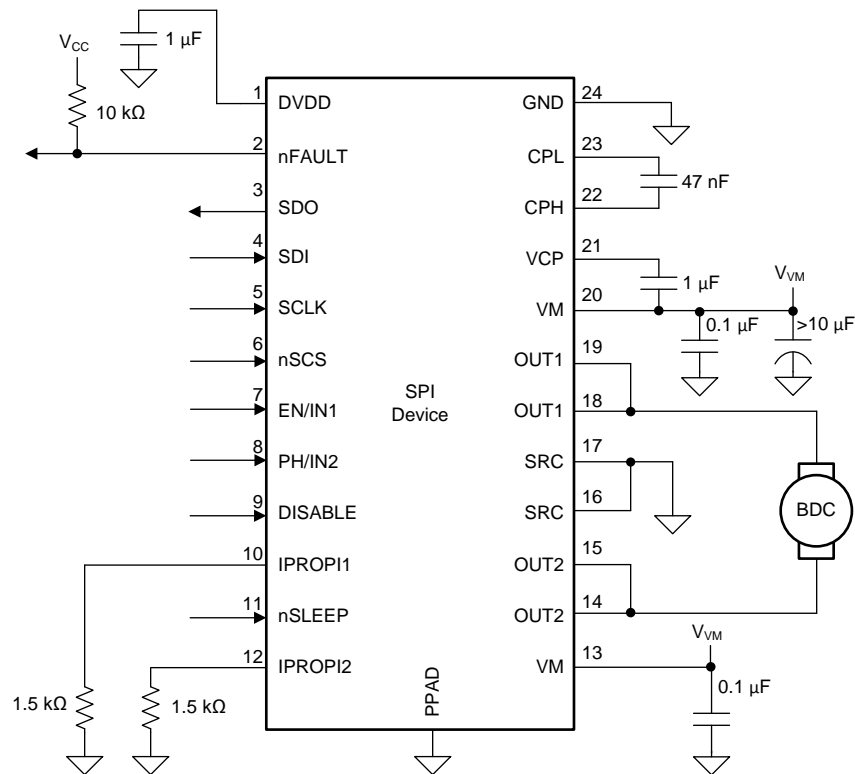 V_CC
1 µF
10 kΩ
1 DVDD
2 nFAULT
3 SDO
4 SDI
5 SCLK
6 nSCS
7 EN/IN1
8 PH/IN2
9 DISABLE
10 IPROPI1
11 nSLEEP
12 IPROPI2
1.5 kΩ
1.5 kΩ
SPI
Device
PPAD
GND 24
CPL 23
47 nF
CPH 22
VCP 21
1 µF
V_VM
VM 20
0.1 µF
>10 µF
OUT1 19
OUT1 18
SRC 17
SRC 16
BDC
OUT2 15
OUT2 14
V_VM
VM 13
0.1 µF